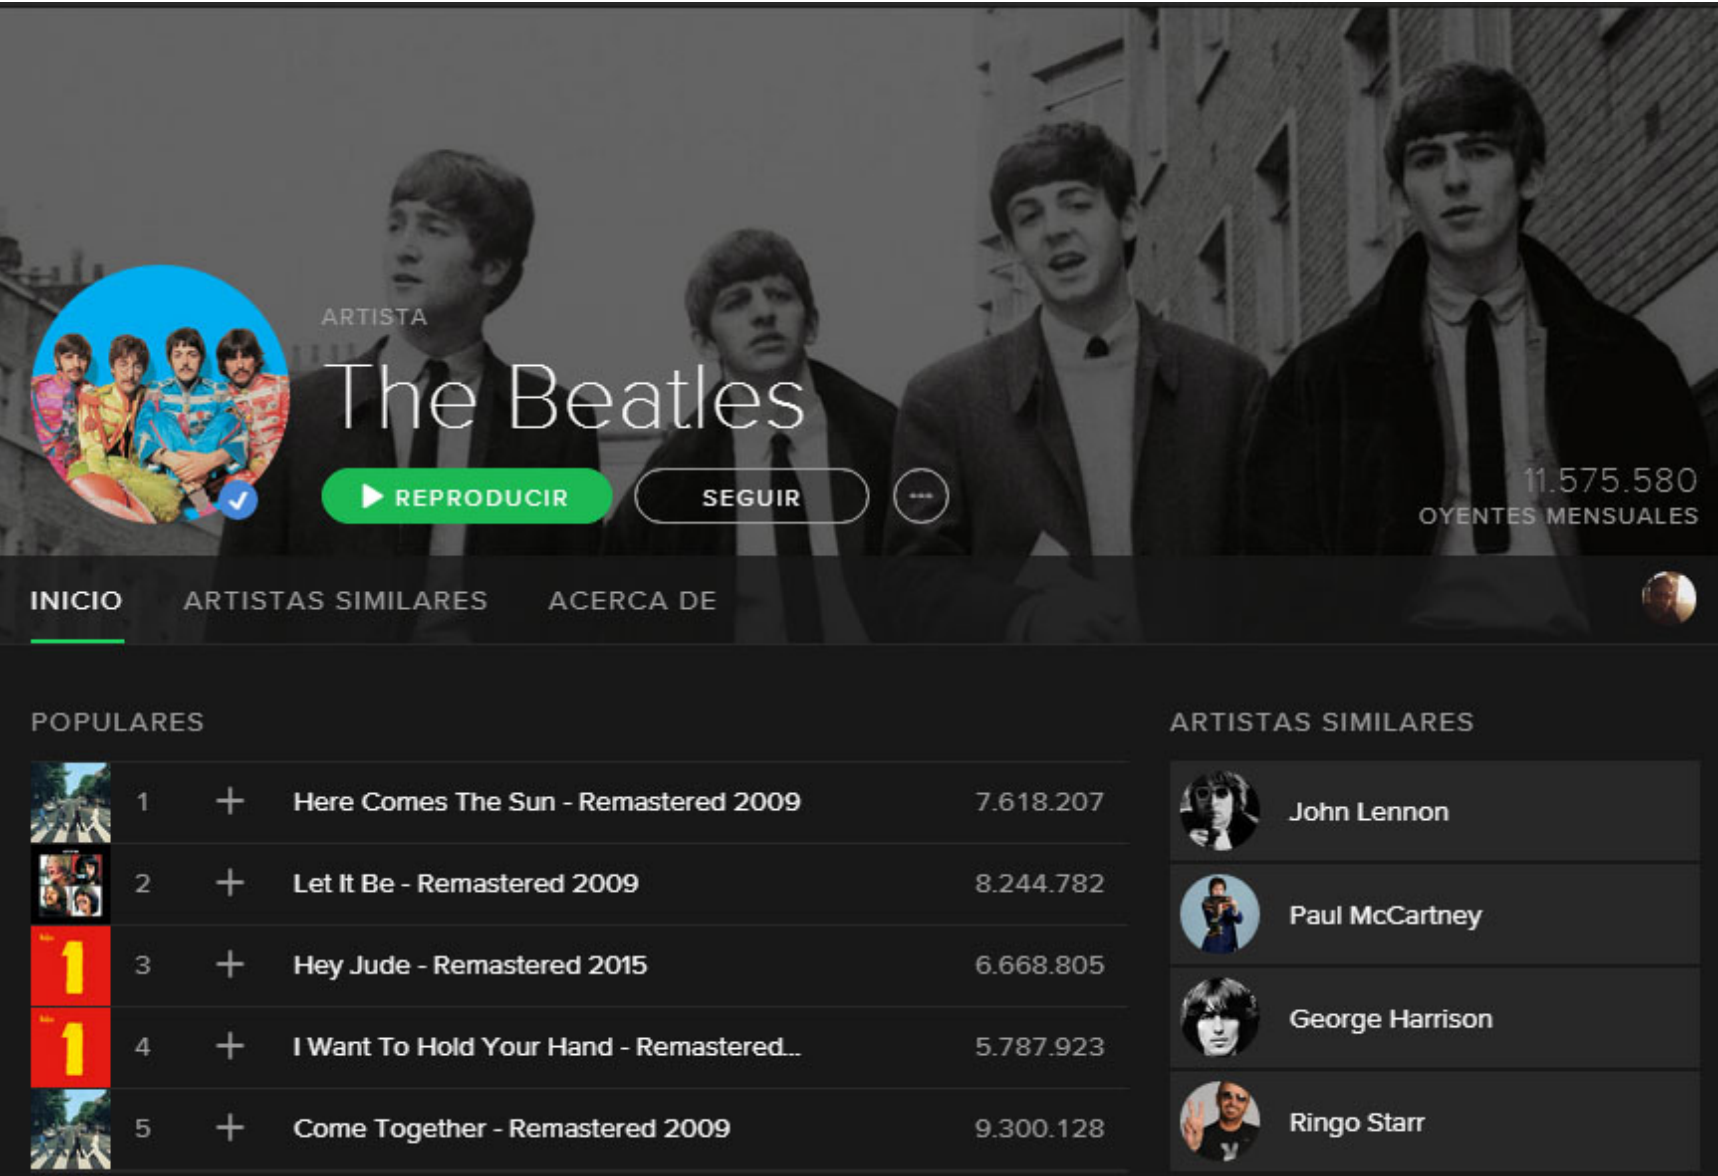 ARTISTA
The Beatles
REPRODUCIR
SEGUIR
11.575.580
OYENTES MENSUALES
INICIO
ARTISTAS SIMILARES
ACERCA DE
POPULARES
1 Here Comes The Sun - Remastered 2009 7.618.207
2 Let It Be - Remastered 2009 8.244.782
3 Hey Jude - Remastered 2015 6.668.805
1
4 I Want To Hold Your Hand - Remastered... 5.787.923
1
5 Come Together - Remastered 2009 9.300.128
ARTISTAS SIMILARES
John Lennon
Paul McCartney
George Harrison
Ringo Starr